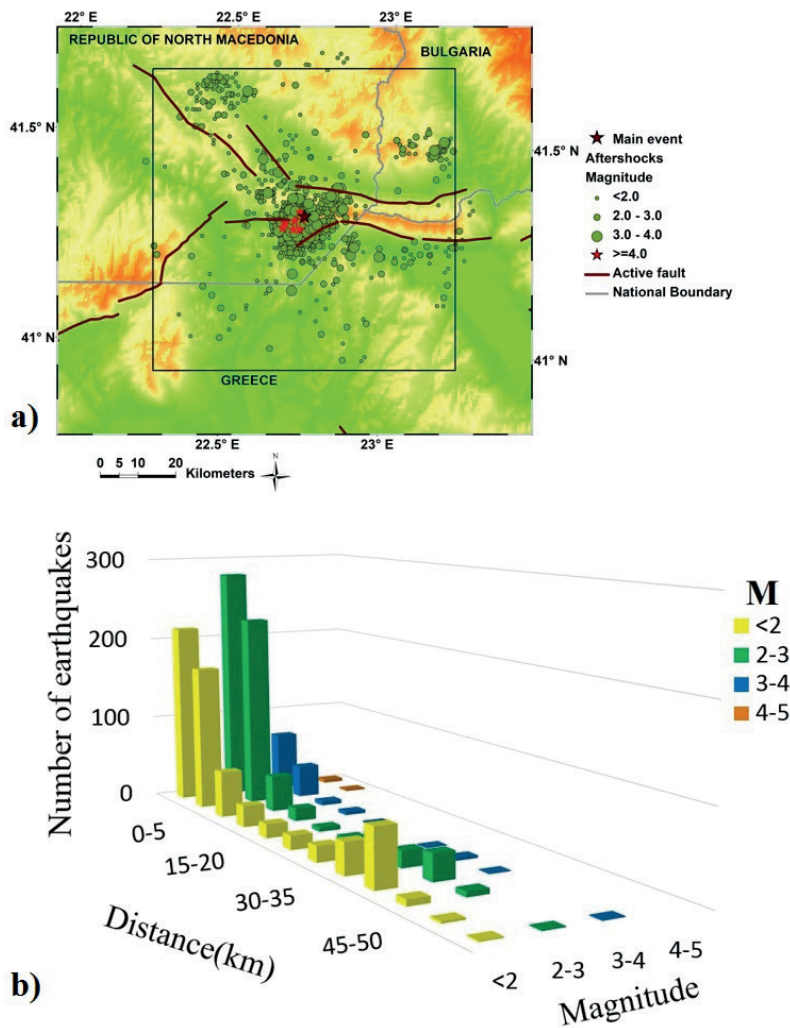 22° E
22.5° E
23° E
REPUBLIC OF NORTH MACEDONIA
BULGARIA
41.5° N
41.5° N
Main event
Aftershocks
Magnitude
<2.0
2.0 - 3.0
3.0 - 4.0
>=4.0
Active fault
National Boundary
41° N
41° N
GREECE
a)
22.5° E
23° E
N
0 5 10 20
Kilometers
b)
Number of earthquakes
300
200
100
0
M
<2
2-3
3-4
4-5
0-5
15-20
30-35
45-50
Distance(km)
<2
2-3
3-4
4-5
Magnitude